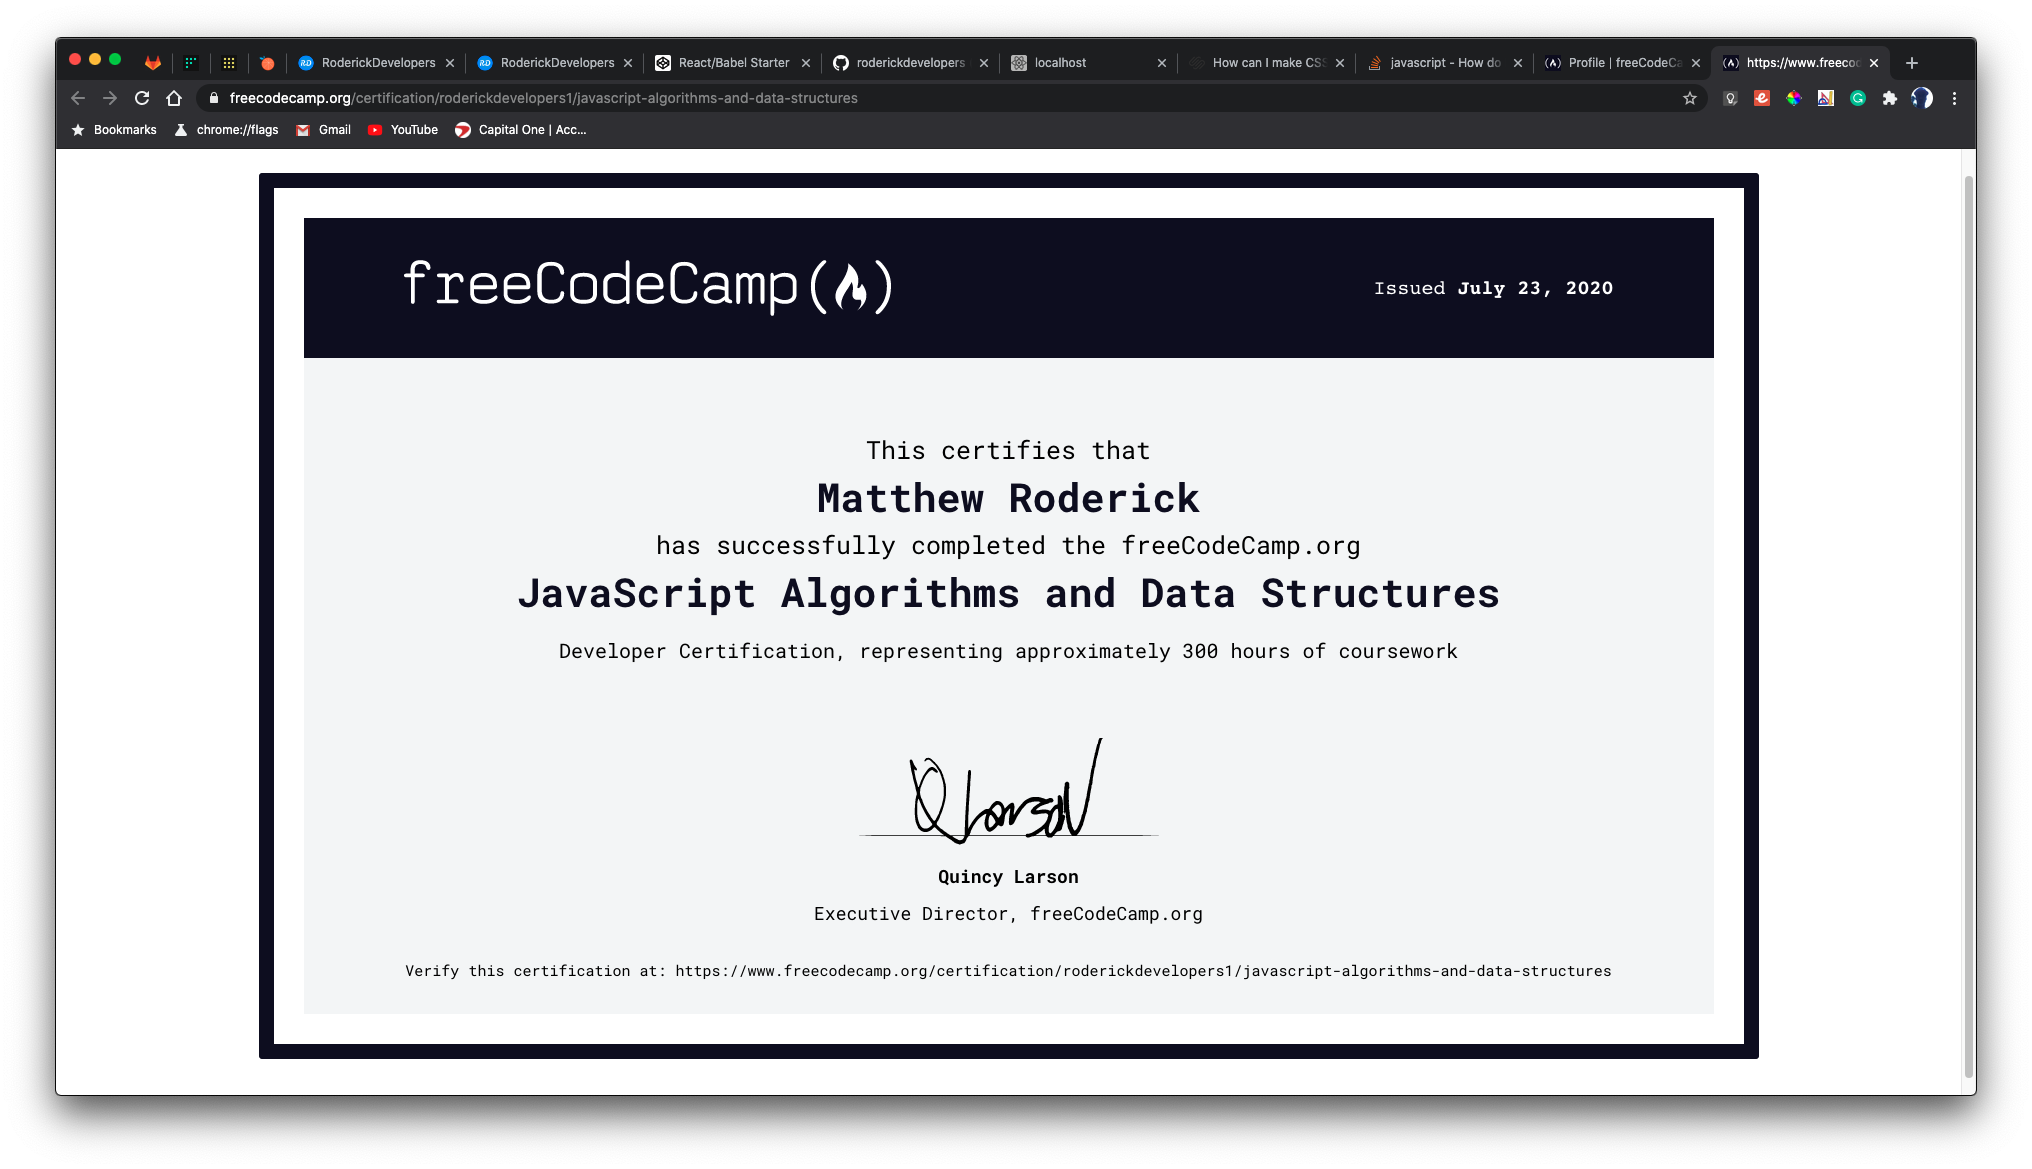 RoderickDevelopers
RoderickDevelopers
React/Babel Starter
roderickdevelopers
localhost
How can I make CSS
javascript - How do
Profile | freeCodeCa
https://www.freecod
freecodecamp.org/certification/roderickdevelopers1/javascript-algorithms-and-data-structures
Bookmarks chrome://flags Gmail YouTube Capital One | Acc...
freeCodeCamp(🔥)
Issued July 23, 2020
This certifies that
Matthew Roderick
has successfully completed the freeCodeCamp.org
JavaScript Algorithms and Data Structures
Developer Certification, representing approximately 300 hours of coursework
Q Larson
Quincy Larson
Executive Director, freeCodeCamp.org
Verify this certification at: https://www.freecodecamp.org/certification/roderickdevelopers1/javascript-algorithms-and-data-structures